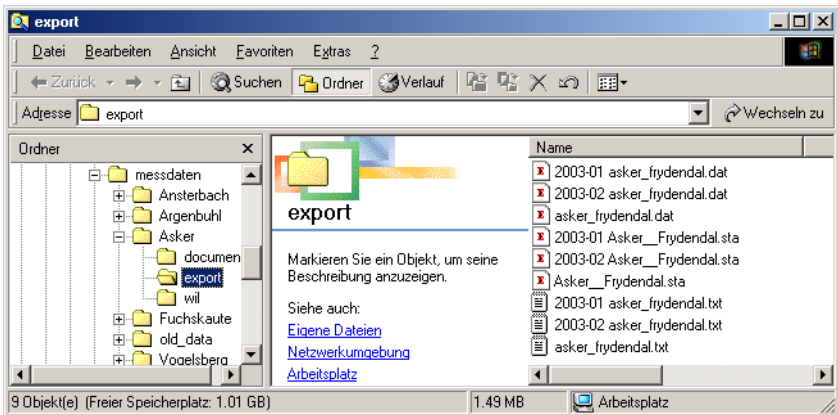 export
Datei Bearbeiten Ansicht Favoriten Extras ?
Zurück Suchen Ordner Verlauf
Adresse export Wechseln zu
Ordner
messdaten
Ansterbach
Argenbuhl
Asker
documen
export
wil
Fuchskaute
old_data
Vogelsberg
export
Markieren Sie ein Objekt, um seine
Beschreibung anzuzeigen.
Siehe auch:
Eigene Dateien
Netzwerkumgebung
Arbeitsplatz
Name
2003-01 asker_frydendal.dat
2003-02 asker_frydendal.dat
asker_frydendal.dat
2003-01 Asker__Frydendal.sta
2003-02 Asker__Frydendal.sta
Asker__Frydendal.sta
2003-01 asker_frydendal.txt
2003-02 asker_frydendal.txt
asker_frydendal.txt
9 Objekt(e) (Freier Speicherplatz: 1.01 GB) 1.49 MB Arbeitsplatz